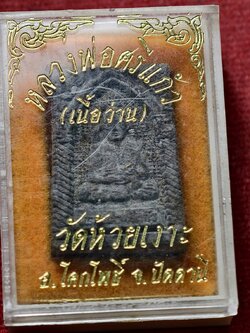 หลวงพ่อศรีแก้ว
(เนื้อว่าน)
วัดห้วยเงาะ
อ.โคกโพธิ์ จ.ปัตตานี